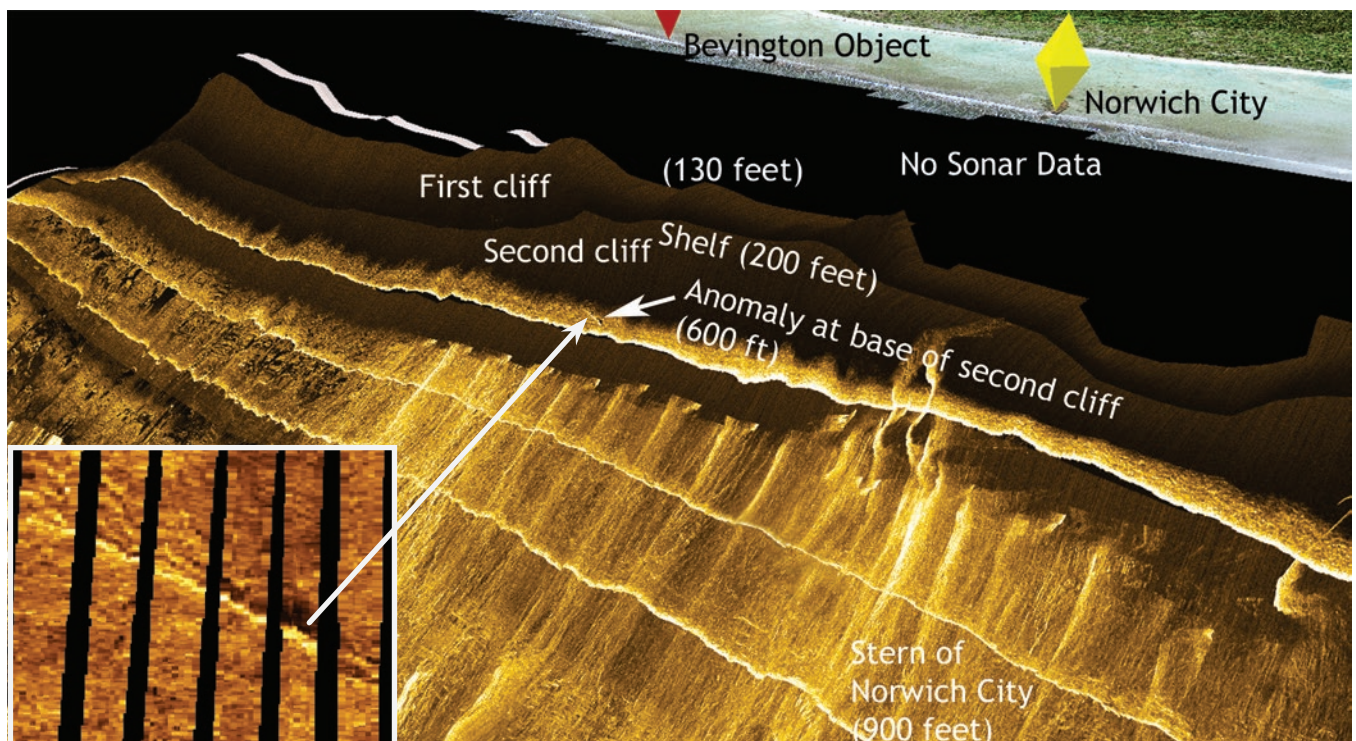 Bevington Object
Norwich City
No Sonar Data
(130 feet)
First cliff
Second cliff
Shelf (200 feet)
Anomaly at base of second cliff
(600 ft)
Stern of
Norwich City
(900 feet)